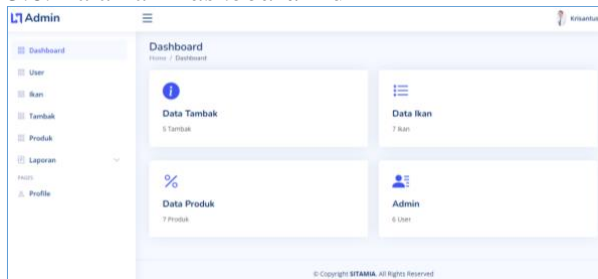 Admin
Krisantus
Dashboard
User
Ikan
Tambak
Produk
Laporan
PAGES
Profile
Dashboard
Home / Dashboard
Data Tambak
5 Tambak
Data Ikan
7 Ikan
Data Produk
7 Produk
Admin
6 User
© Copyright SITAMIA. All Rights Reserved